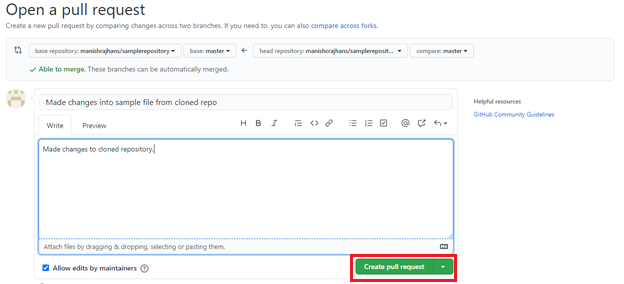 Open a pull request
Create a new pull request by comparing changes across two branches. If you need to, you can also compare across forks.
base repository: manishrajhans/samplerepository base: master head repository: manishcrajhans/samplereposit... compare: master
Able to merge. These branches can be automatically merged.
Made changes into sample file from cloned repo
Helpful resources
GitHub Community Guidelines
Write Preview
Made changes to cloned repository.
Attach files by dragging & dropping, selecting or pasting them.
Allow edits by maintainers
Create pull request